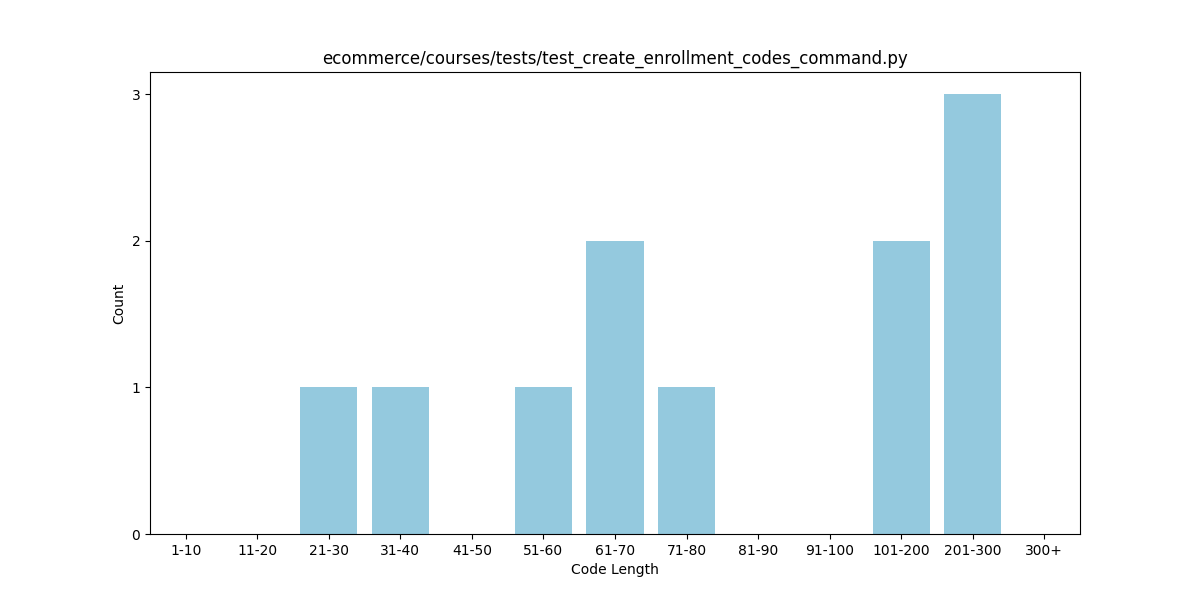 ecommerce/courses/tests/test_create_enrollment_codes_command.py
3
2
1
0
Count
1-10 11-20 21-30 31-40 41-50 51-60 61-70 71-80 81-90 91-100 101-200 201-300 300+
Code Length